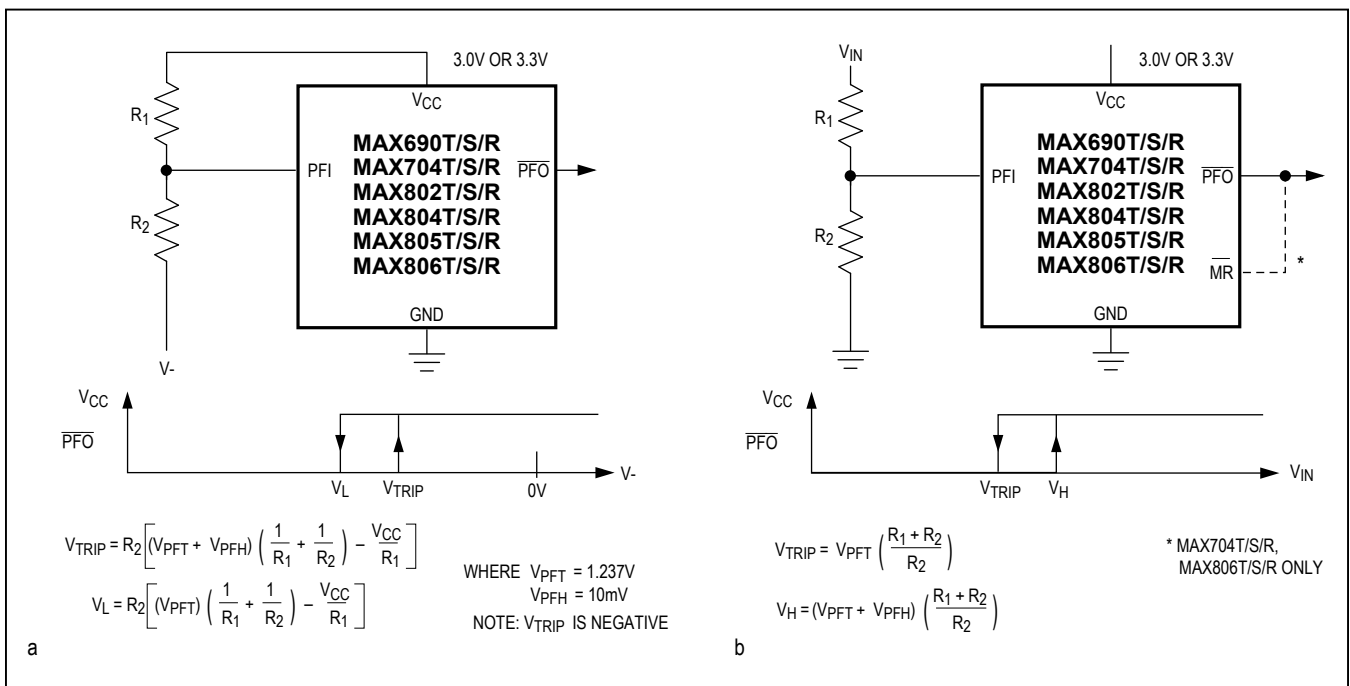 3.0V OR 3.3V
VCC
R1
R2
PFI
MAX690T/S/R
MAX704T/S/R
MAX802T/S/R
MAX804T/S/R
MAX805T/S/R
MAX806T/S/R
PFO
GND
V-
VCC
PFO
VL
VTRIP
0V
V-
VTRIP = R2[(VPFT + VPFH) (1/R1 + 1/R2) – VCC/R1]
VL = R2[(VPFT) (1/R1 + 1/R2) – VCC/R1]
WHERE VPFT = 1.237V
VPFH = 10mV
NOTE: VTRIP IS NEGATIVE
a
VIN
3.0V OR 3.3V
VCC
R1
R2
PFI
MAX690T/S/R
MAX704T/S/R
MAX802T/S/R
MAX804T/S/R
MAX805T/S/R
MAX806T/S/R
PFO
MR
*
GND
VCC
PFO
VTRIP
VH
VIN
VTRIP = VPFT (R1 + R2/R2)
VH = (VPFT + VPFH) (R1 + R2/R2)
* MAX704T/S/R,
MAX806T/S/R ONLY
b